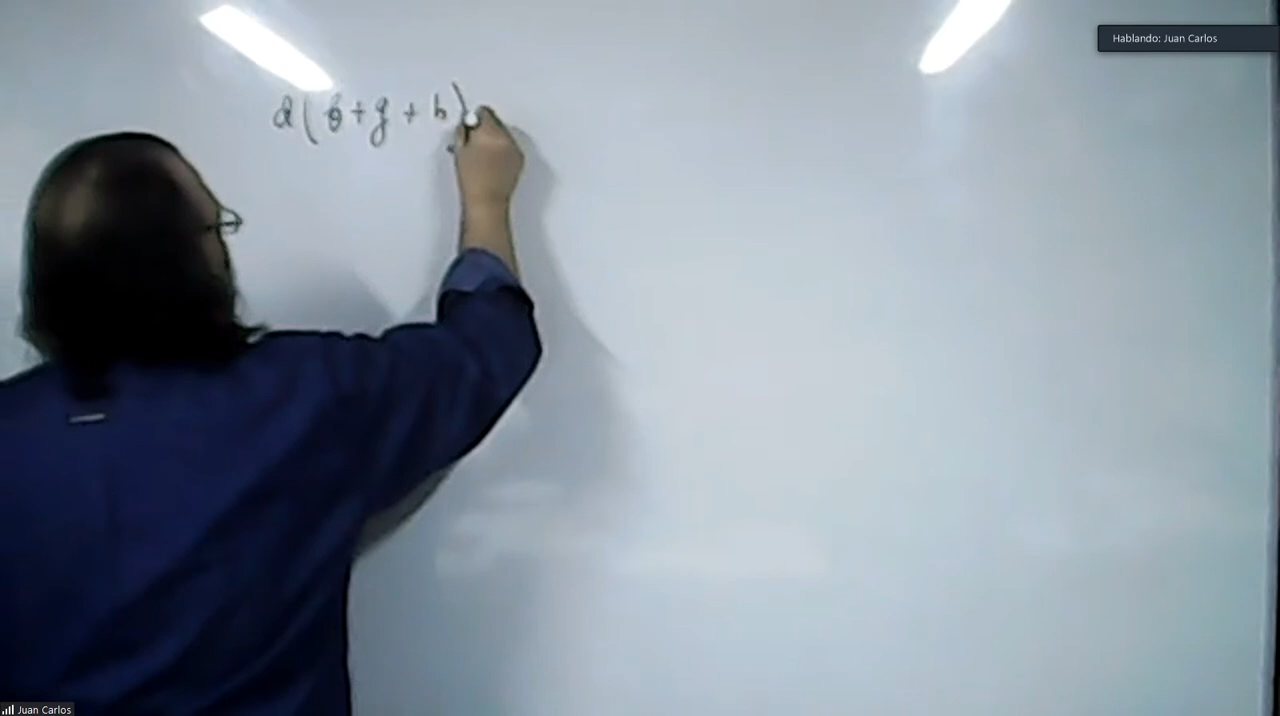 Hablando: Juan Carlos
∂( f + g + h )
Juan Carlos